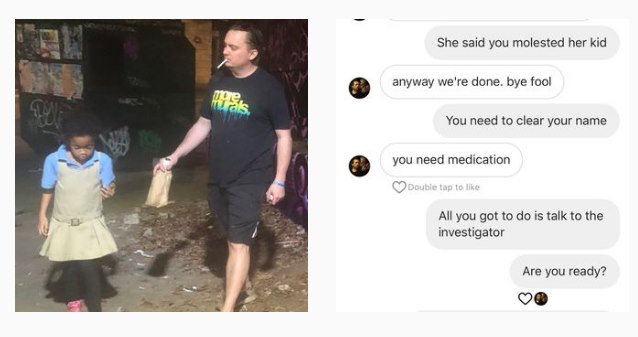 more
murals.
She said you molested her kid
anyway we're done. bye fool
You need to clear your name
you need medication
Double tap to like
All you got to do is talk to the
investigator
Are you ready?